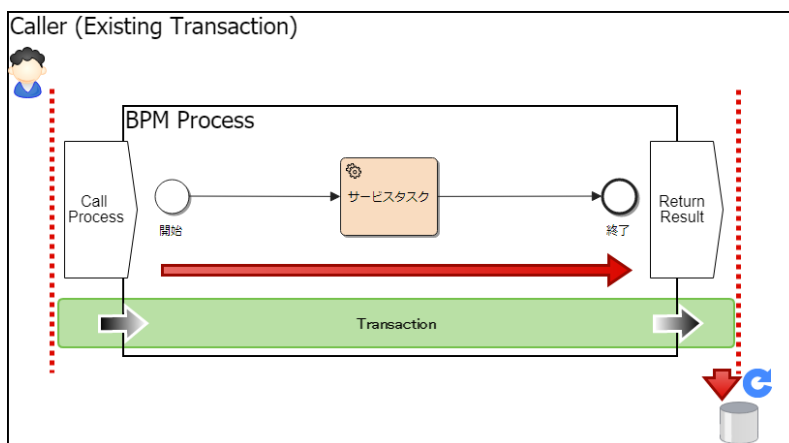 Caller (Existing Transaction)
BPM Process
Call
Process
開始
サービスタスク
終了
Return
Result
Transaction